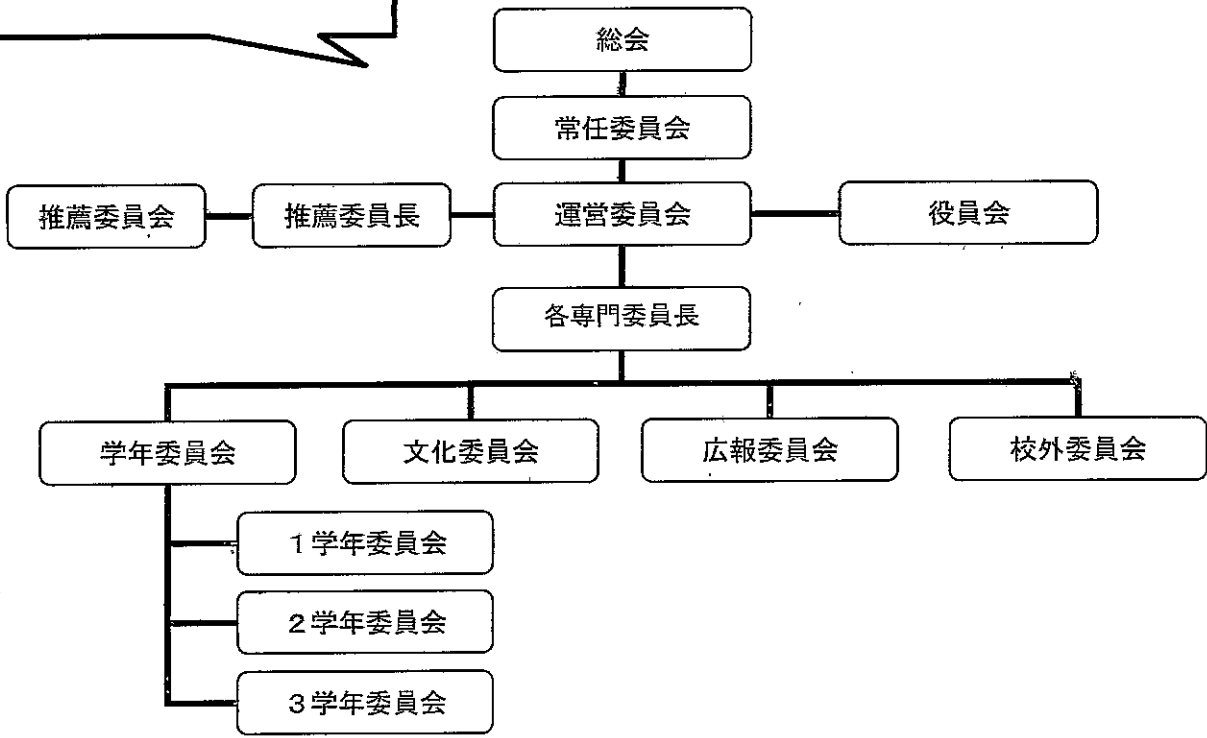 総会
常任委員会
推薦委員会
推薦委員長
運営委員会
役員会
各専門委員長
学年委員会
文化委員会
広報委員会
校外委員会
1学年委員会
2学年委員会
3学年委員会